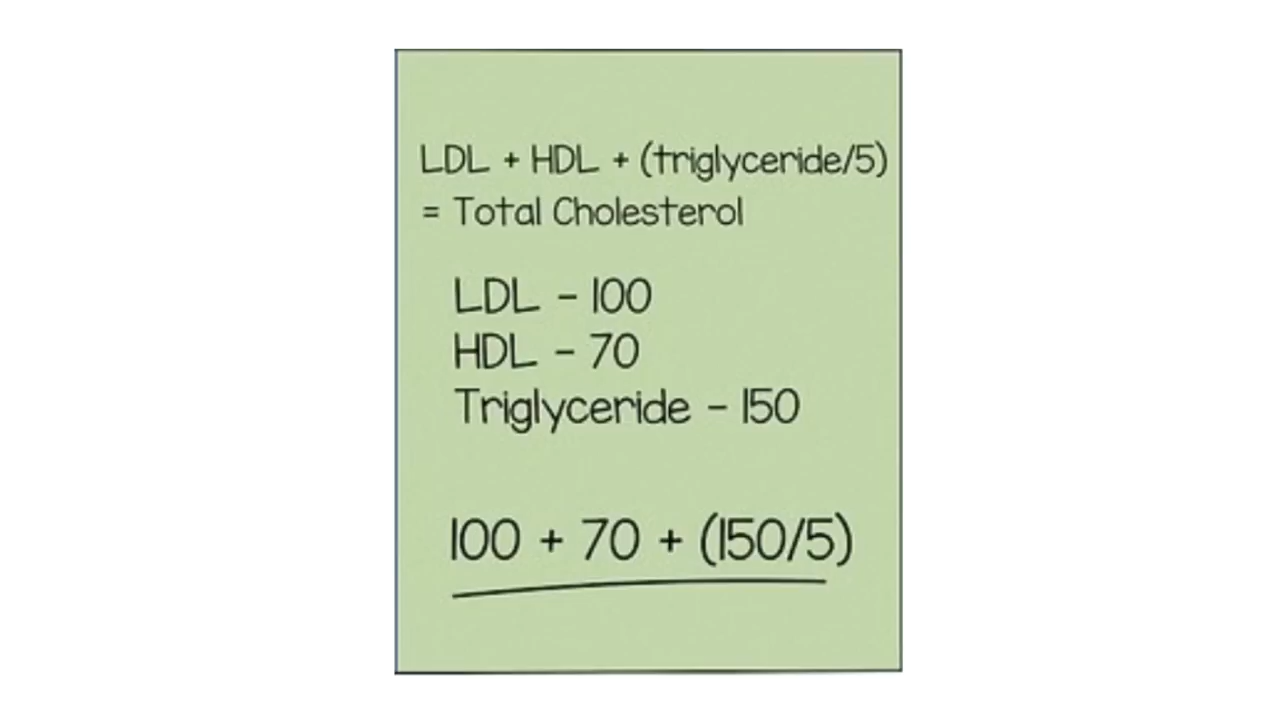 LDL + HDL + (triglyceride/5)
= Total Cholesterol
LDL - 100
HDL - 70
Triglyceride - 150
100 + 70 + (150/5)